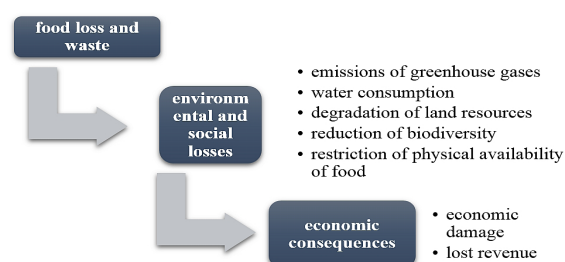 food loss and
waste
environm
ental and
social
losses
• emissions of greenhouse gases
• water consumption
• degradation of land resources
• reduction of biodiversity
• restriction of physical availability
of food
economic
consequences
• economic
damage
• lost revenue